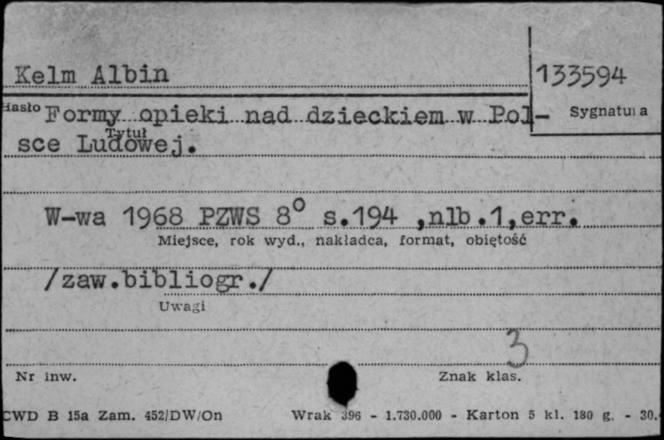 Kelm Albin
133594
Hasło Formy opieki nad dzieckiem w Pol-
Sygnatura
Tytuł
sce Ludowej.
W-wa 1968 PZWS 8° s.194 ,nlb.1,err.
Miejsce, rok wyd., nakładca, format, objętość
/zaw.bibliogr./
Uwagi
3
Nr inw.
Znak klas.
CWD B 15a Zam. 452/DW/On Wrak 396 - 1.730.000 - Karton 5 kl. 180 g. - 30.